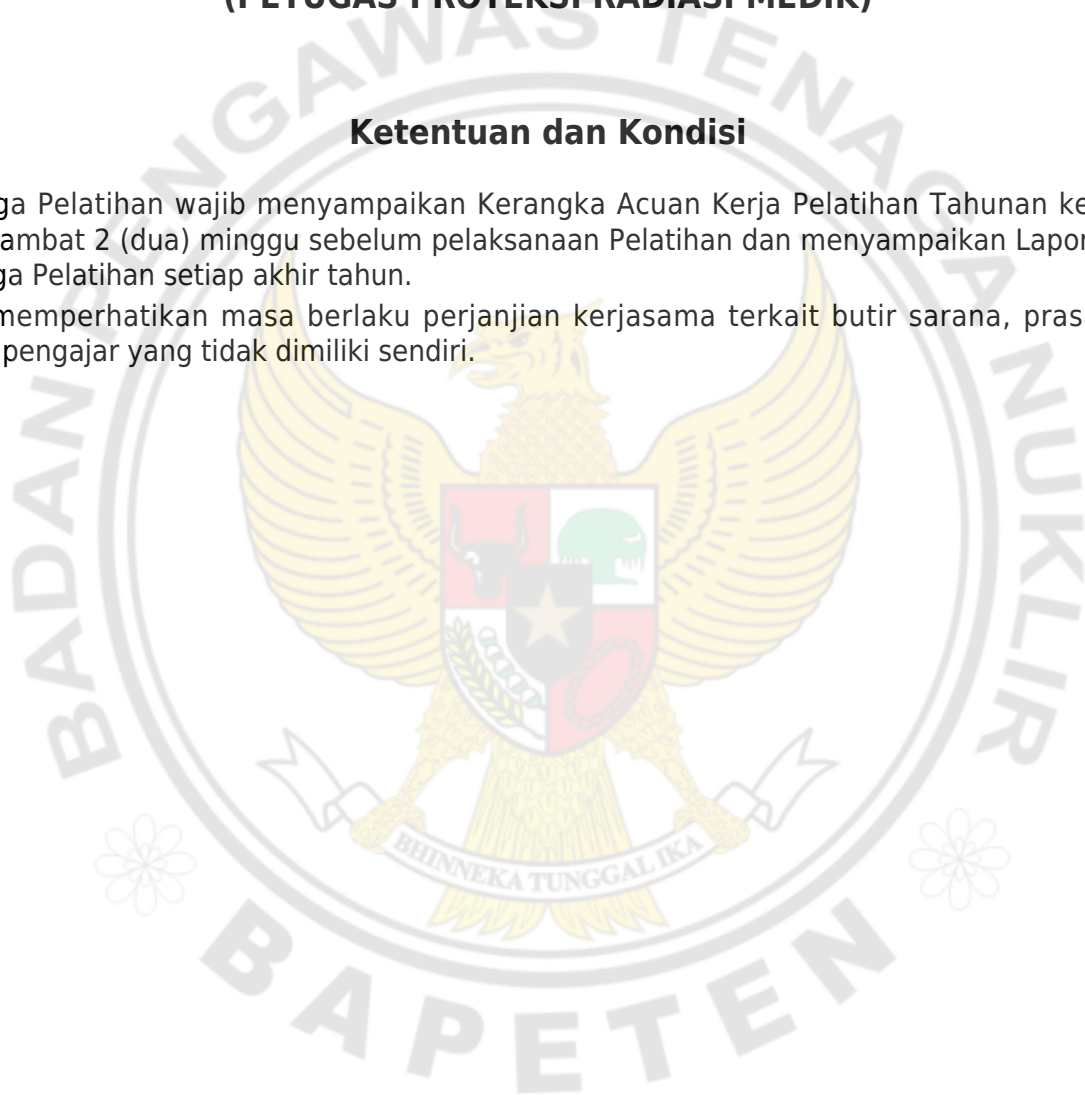 (PETUGAS PROTEKSI RADIASI MEDIK)
Ketentuan dan Kondisi
ga Pelatihan wajib menyampaikan Kerangka Acuan Kerja Pelatihan Tahunan ke
ambat 2 (dua) minggu sebelum pelaksanaan Pelatihan dan menyampaikan Lapor
ga Pelatihan setiap akhir tahun.
memperhatikan masa berlaku perjanjian kerjasama terkait butir sarana, pras
pengajar yang tidak dimiliki sendiri.
BADAN PENGAWAS TENAGA NUKLIR
BHINNEKA TUNGGAL IKA
BAPETEN